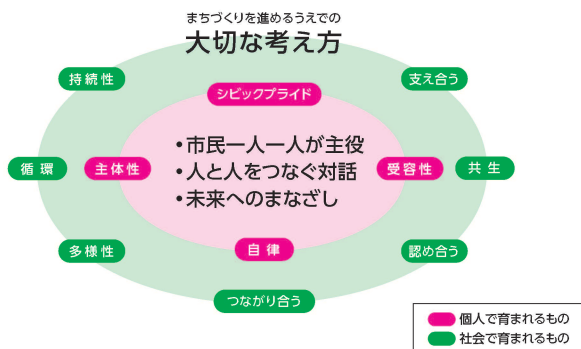 まちづくりを進めるうえでの
大切な考え方
持続性
支え合う
シビックプライド
循環
主体性
・市民一人一人が主役
・人と人をつなぐ対話
・未来へのまなざし
受容性
共生
多様性
自律
認め合う
つながり合う
個人で育まれるもの
社会で育まれるもの